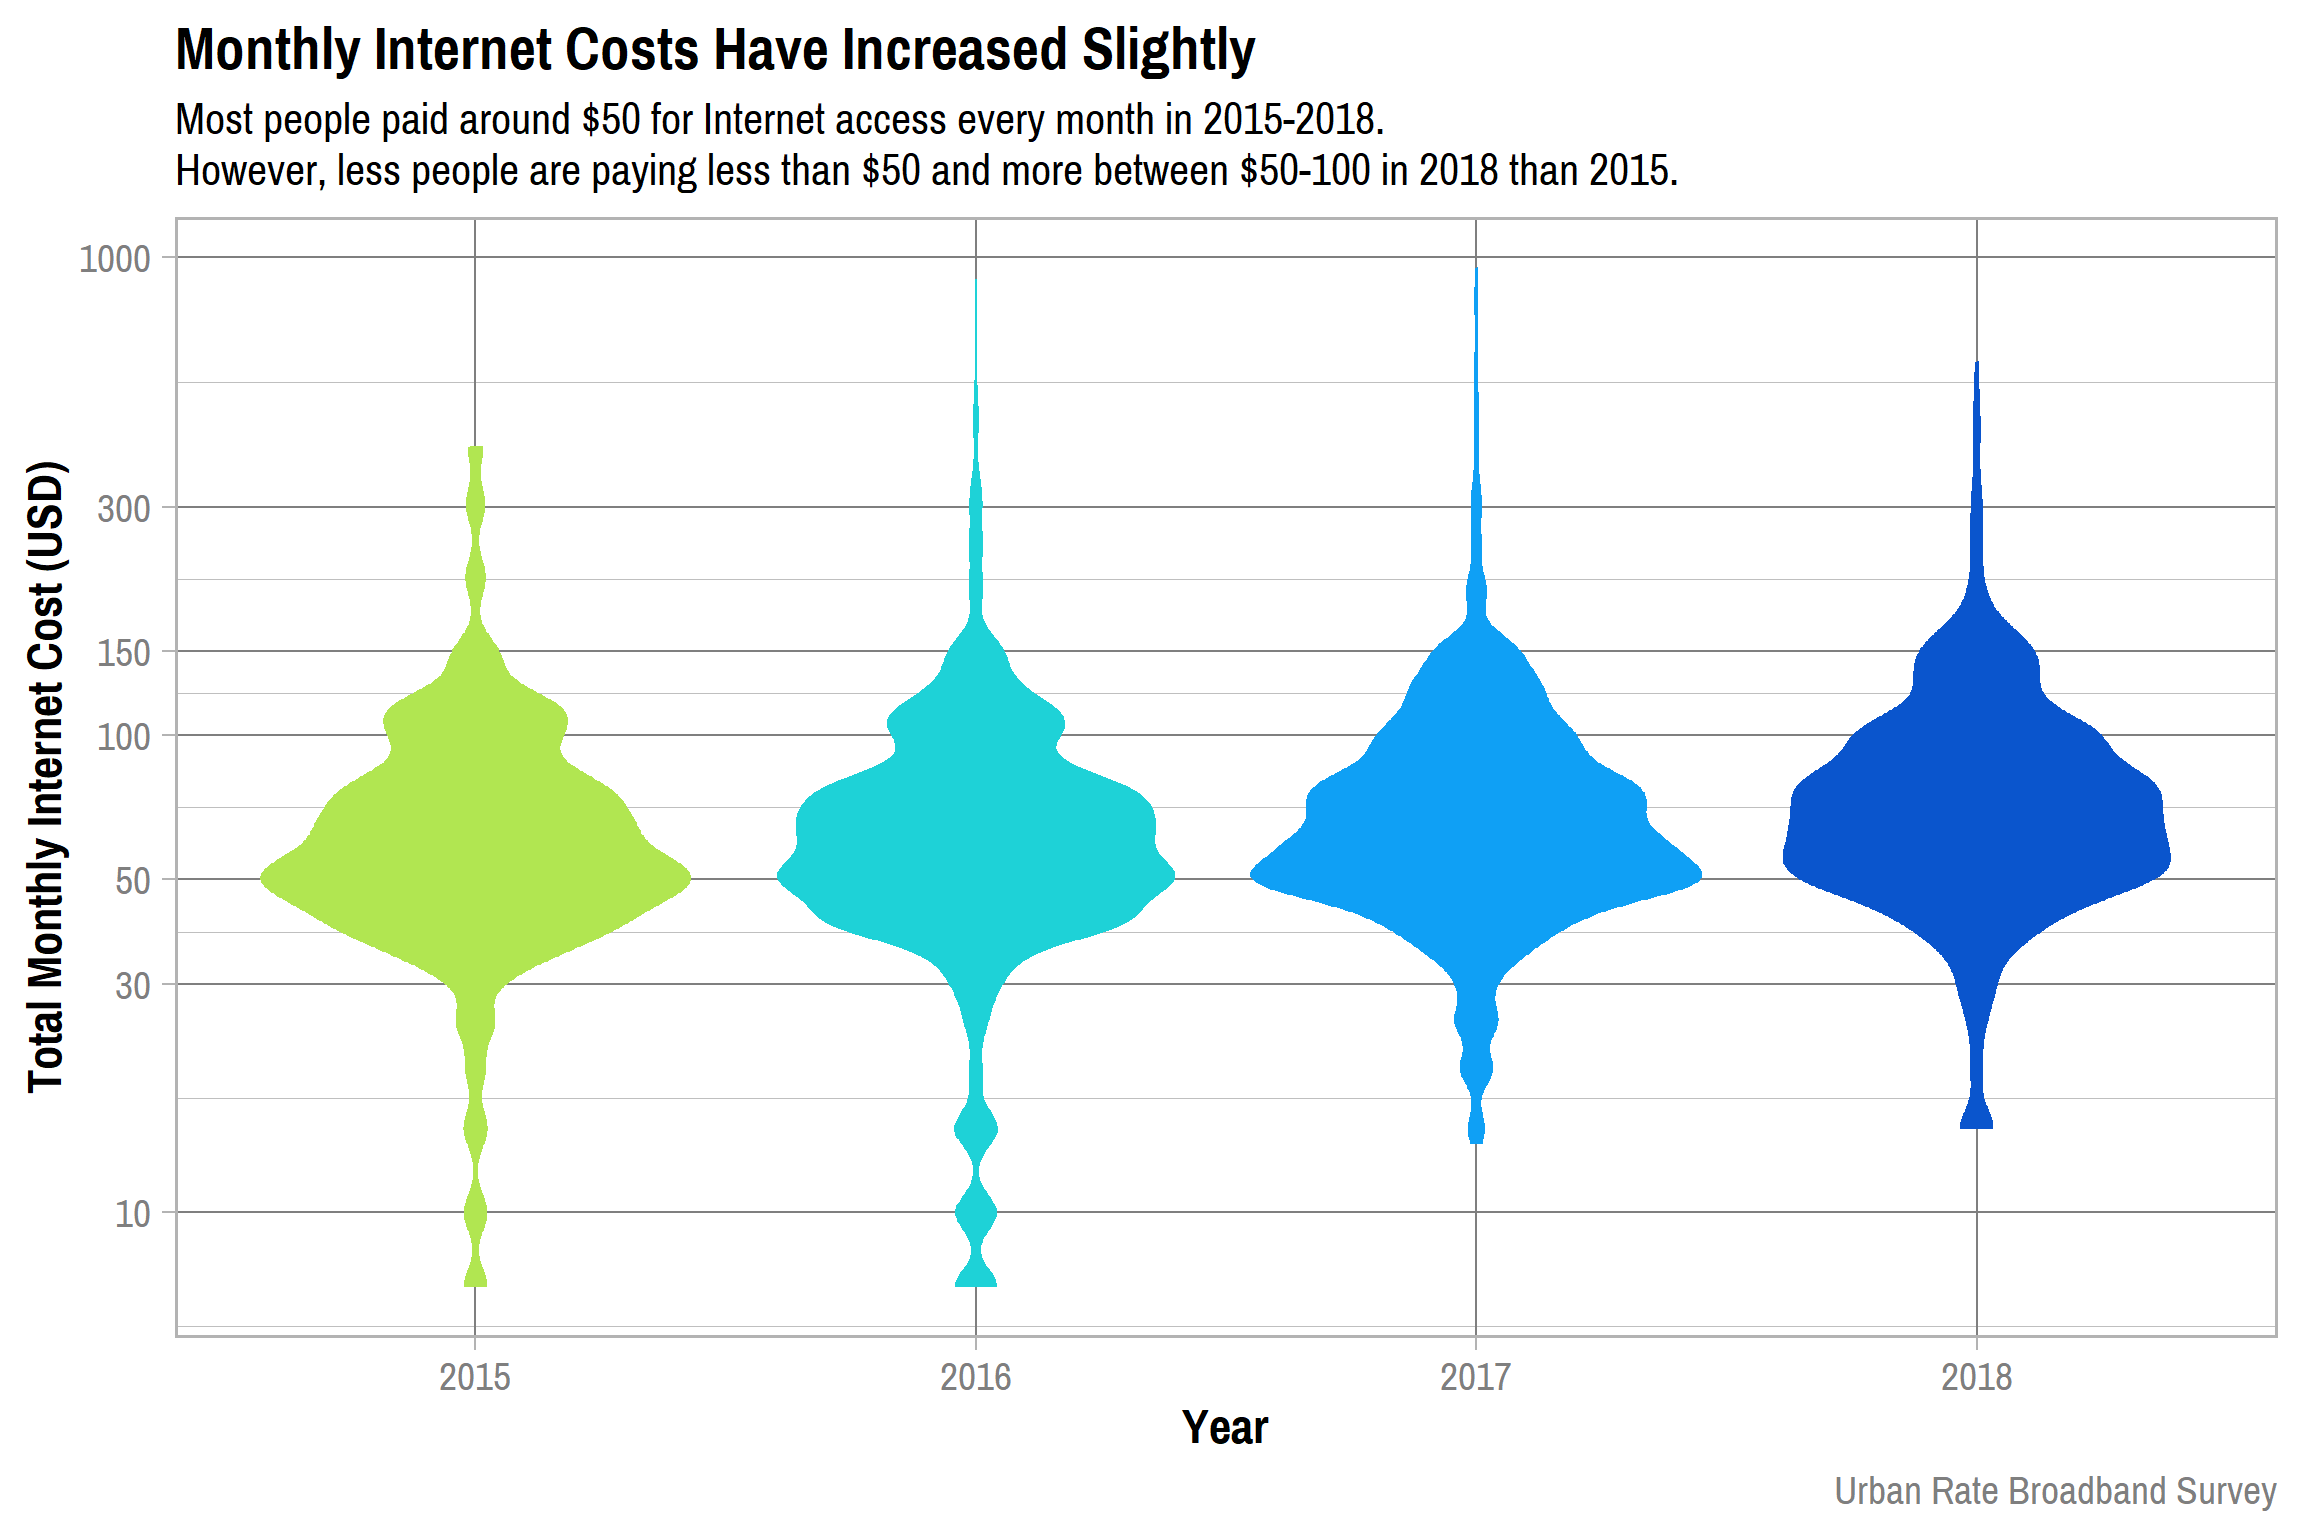 Monthly Internet Costs Have Increased Slightly
Most people paid around $50 for Internet access every month in 2015-2018.
However, less people are paying less than $50 and more between $50-100 in 2018 than 2015.
Total Monthly Internet Cost (USD)
1000
300
150
100
50
30
10
2015 2016 2017 2018
Year
Urban Rate Broadband Survey